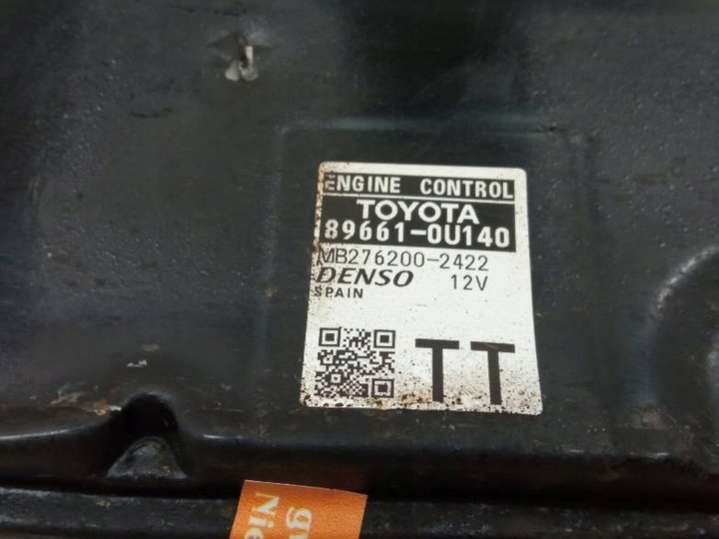 ENGINE CONTROL
TOYOTA
89661-0U140
MB276200-2422
DENSO 12V
SPAIN
TT